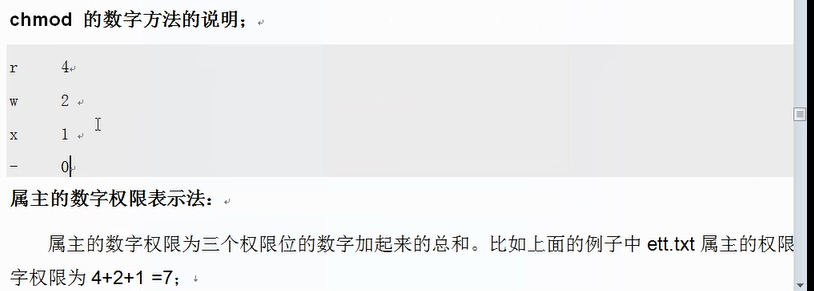 chmod 的数字方法的说明；
r 4
w 2
x 1
- 0
属主的数字权限表示法：
属主的数字权限为三个权限位的数字加起来的总和。比如上面的例子中 ett.txt 属主的权限
字权限为 4+2+1 =7；